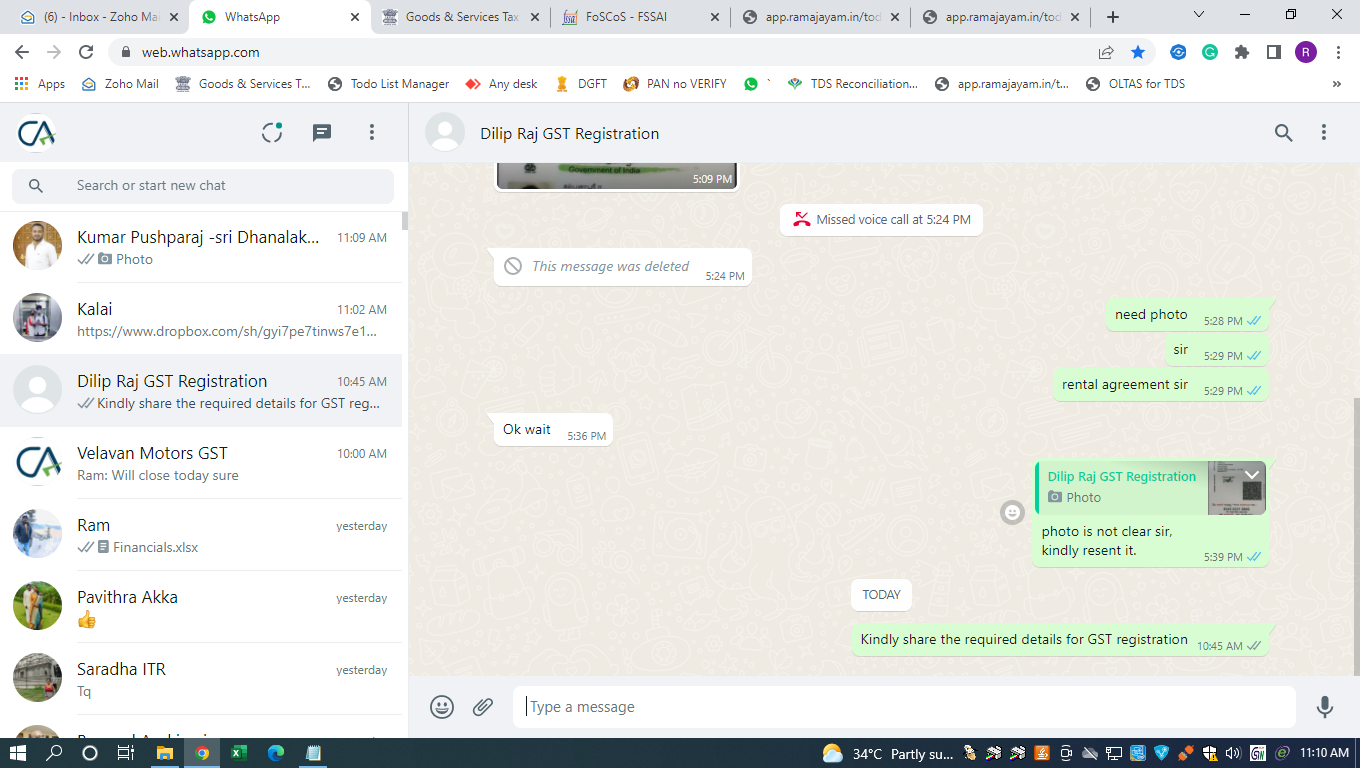 (6) - Inbox - Zoho Mai
WhatsApp
Goods & Services Tax
FoSCoS - FSSAI
app.ramajayam.in/tod
app.ramajayam.in/tod
web.whatsapp.com
R
Apps
Zoho Mail
Goods & Services T...
Todo List Manager
Any desk
DGFT
PAN no VERIFY
`
TDS Reconciliation...
app.ramajayam.in/t...
OLTAS for TDS
»
CA
Dilip Raj GST Registration
Search or start new chat
Kumar Pushparaj -sri Dhanalak... 11:09 AM
Photo
Kalai 11:02 AM
https://www.dropbox.com/sh/gyi7pe7tinws7e1...
Dilip Raj GST Registration 10:45 AM
Kindly share the required details for GST reg...
Velavan Motors GST 10:00 AM
Ram: Will close today sure
Ram yesterday
Financials.xlsx
Pavithra Akka yesterday
👍
Saradha ITR yesterday
Tq
Government of India
5:09 PM
Missed voice call at 5:24 PM
This message was deleted 5:24 PM
need photo 5:28 PM
sir 5:29 PM
rental agreement sir 5:29 PM
Ok wait 5:36 PM
Dilip Raj GST Registration
Photo
photo is not clear sir,
kindly resent it. 5:39 PM
TODAY
Kindly share the required details for GST registration 10:45 AM
Type a message
34°C Partly su... 11:10 AM